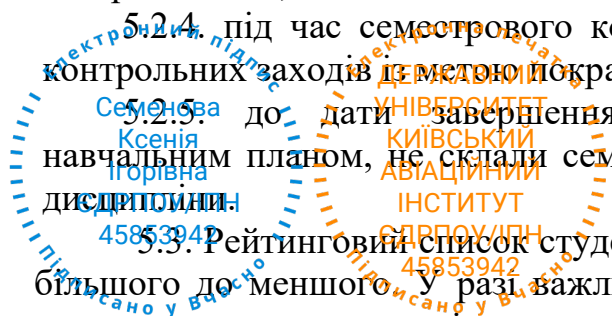 5.2.4. під час семестрового к
контрольних заходів із метою покра
5.2.5. до дати завершення
навчальним планом, не склали сем
дисципліни.
5.3. Рейтинговий список студ
більшого до меншого. У разі важл
електронний підпис
Семенова
Ксенія
Ігорівна
ЄДРПОУ/ІПН
45853942
Підписано у Вчасно
електронна печатка
ДЕРЖАВНИЙ
УНІВЕРСИТЕТ
КИЇВСЬКИЙ
АВІАЦІЙНИЙ
ІНСТИТУТ
ЄДРПОУ/ІПН
45853942
Підписано у Вчасно